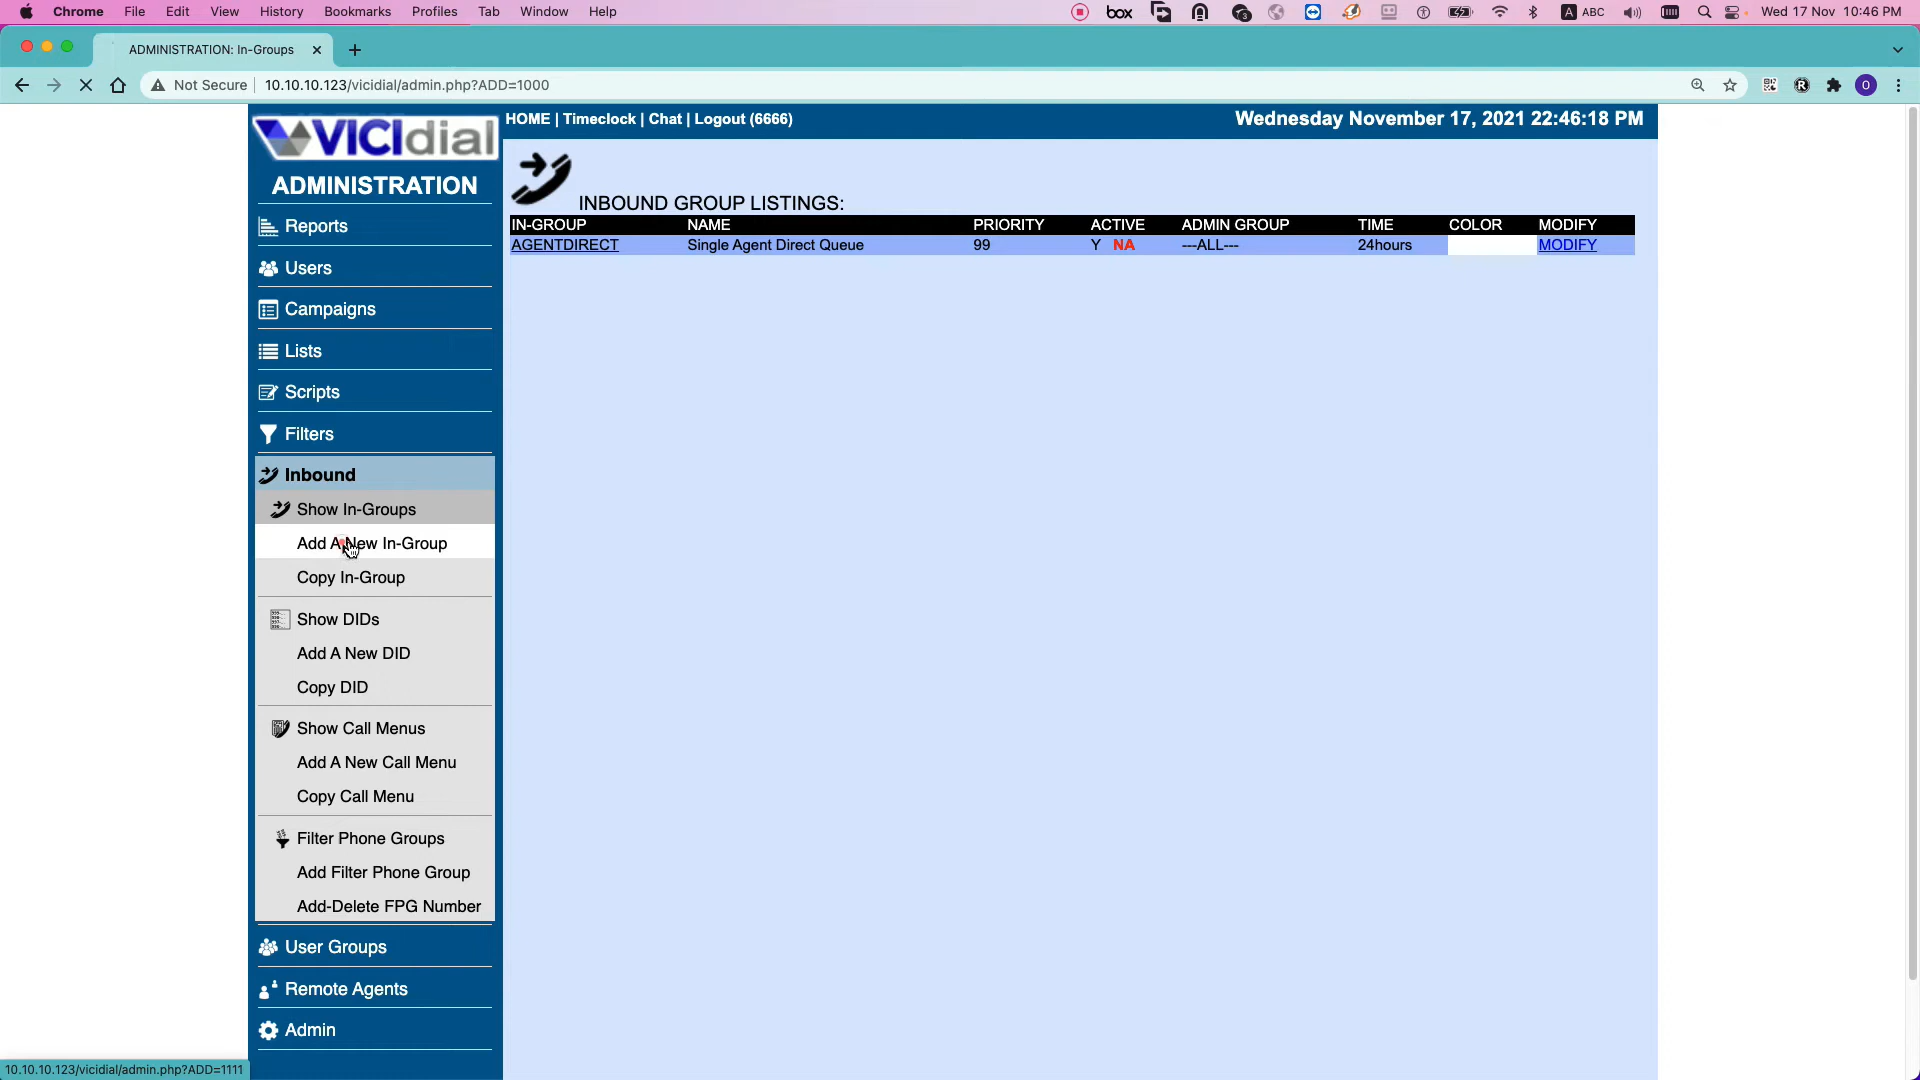 Chrome File Edit View History Bookmarks Profiles Tab Window Help
box 3 A ABC Wed 17 Nov 10:46 PM
ADMINISTRATION: In-Groups
Not Secure 10.10.10.123/vicidial/admin.php?ADD=1000
O
VICIdial
HOME | Timeclock | Chat | Logout (6666)
Wednesday November 17, 2021 22:46:18 PM
ADMINISTRATION
Reports
Users
Campaigns
Lists
Scripts
Filters
Inbound
Show In-Groups
Add A New In-Group
Copy In-Group
Show DIDs
Add A New DID
Copy DID
Show Call Menus
Add A New Call Menu
Copy Call Menu
Filter Phone Groups
Add Filter Phone Group
Add-Delete FPG Number
User Groups
Remote Agents
Admin
INBOUND GROUP LISTINGS:
IN-GROUP NAME PRIORITY ACTIVE ADMIN GROUP TIME COLOR MODIFY
AGENTDIRECT Single Agent Direct Queue 99 Y NA ---ALL--- 24hours MODIFY
10.10.10.123/vicidial/admin.php?ADD=1111